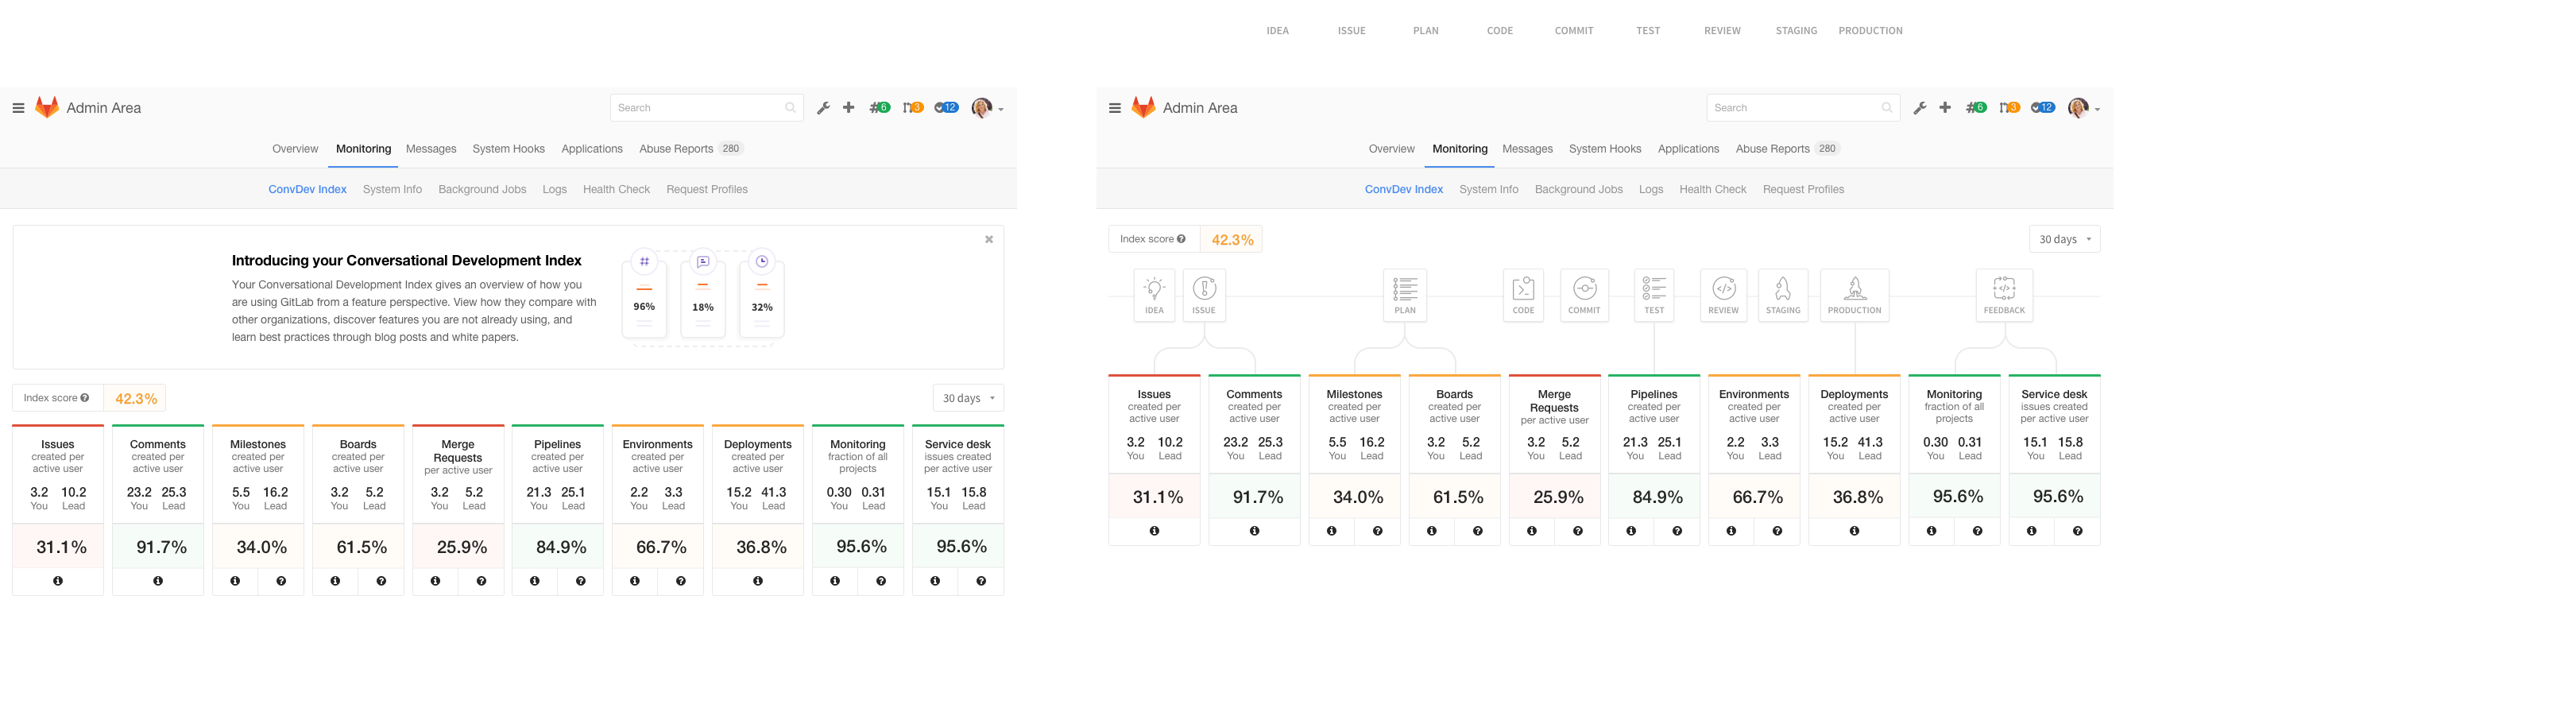 IDEA ISSUE PLAN CODE COMMIT TEST REVIEW STAGING PRODUCTION
Admin Area
Search
6 3 12
Overview Monitoring Messages System Hooks Applications Abuse Reports 280
ConvDev Index System Info Background Jobs Logs Health Check Request Profiles
Introducing your Conversational Development Index
Your Conversational Development Index gives an overview of how you
are using GitLab from a feature perspective. View how they compare with
other organizations, discover features you are not already using, and
learn best practices through blog posts and white papers.
96% 18% 32%
Index score 42.3%
30 days
Issues
created per
active user
3.2 10.2
You Lead
31.1%
Comments
created per
active user
23.2 25.3
You Lead
91.7%
Milestones
created per
active user
5.5 16.2
You Lead
34.0%
Boards
created per
active user
3.2 5.2
You Lead
61.5%
Merge
Requests
per active user
3.2 5.2
You Lead
25.9%
Pipelines
created per
active user
21.3 25.1
You Lead
84.9%
Environments
created per
active user
2.2 3.3
You Lead
66.7%
Deployments
created per
active user
15.2 41.3
You Lead
36.8%
Monitoring
fraction of all
projects
0.30 0.31
You Lead
95.6%
Service desk
issues created
per active user
15.1 15.8
You Lead
95.6%
Admin Area
Search
6 3 12
Overview Monitoring Messages System Hooks Applications Abuse Reports 280
ConvDev Index System Info Background Jobs Logs Health Check Request Profiles
Index score 42.3%
30 days
IDEA ISSUE PLAN CODE COMMIT TEST REVIEW STAGING PRODUCTION FEEDBACK
Issues
created per
active user
3.2 10.2
You Lead
31.1%
Comments
created per
active user
23.2 25.3
You Lead
91.7%
Milestones
created per
active user
5.5 16.2
You Lead
34.0%
Boards
created per
active user
3.2 5.2
You Lead
61.5%
Merge
Requests
per active user
3.2 5.2
You Lead
25.9%
Pipelines
created per
active user
21.3 25.1
You Lead
84.9%
Environments
created per
active user
2.2 3.3
You Lead
66.7%
Deployments
created per
active user
15.2 41.3
You Lead
36.8%
Monitoring
fraction of all
projects
0.30 0.31
You Lead
95.6%
Service desk
issues created
per active user
15.1 15.8
You Lead
95.6%